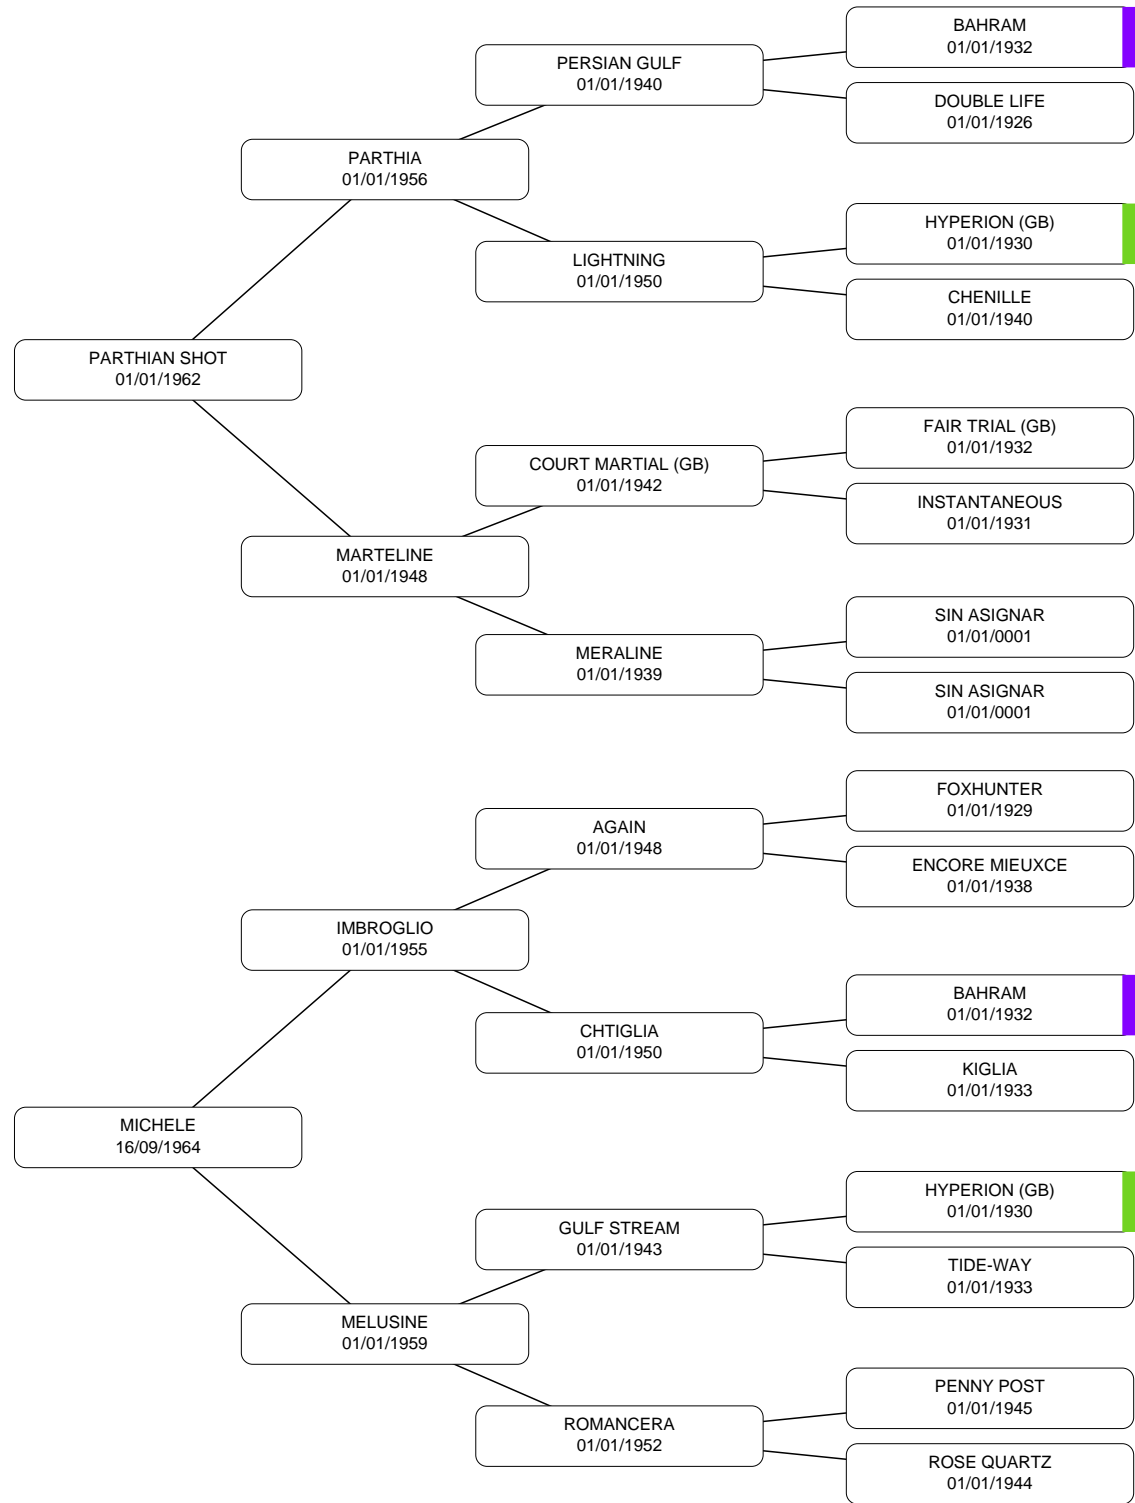 BAHRAM
01/01/1932
PERSIAN GULF
01/01/1940
DOUBLE LIFE
01/01/1926
PARTHIA
01/01/1956
HYPERION (GB)
01/01/1930
LIGHTNING
01/01/1950
CHENILLE
01/01/1940
PARTHIAN SHOT
01/01/1962
FAIR TRIAL (GB)
01/01/1932
COURT MARTIAL (GB)
01/01/1942
INSTANTANEOUS
01/01/1931
MARTELINE
01/01/1948
SIN ASIGNAR
01/01/0001
MERALINE
01/01/1939
SIN ASIGNAR
01/01/0001
FOXHUNTER
01/01/1929
AGAIN
01/01/1948
ENCORE MIEUXCE
01/01/1938
IMBROGLIO
01/01/1955
BAHRAM
01/01/1932
CHTIGLIA
01/01/1950
KIGLIA
01/01/1933
MICHELE
16/09/1964
HYPERION (GB)
01/01/1930
GULF STREAM
01/01/1943
TIDE-WAY
01/01/1933
MELUSINE
01/01/1959
PENNY POST
01/01/1945
ROMANCERA
01/01/1952
ROSE QUARTZ
01/01/1944